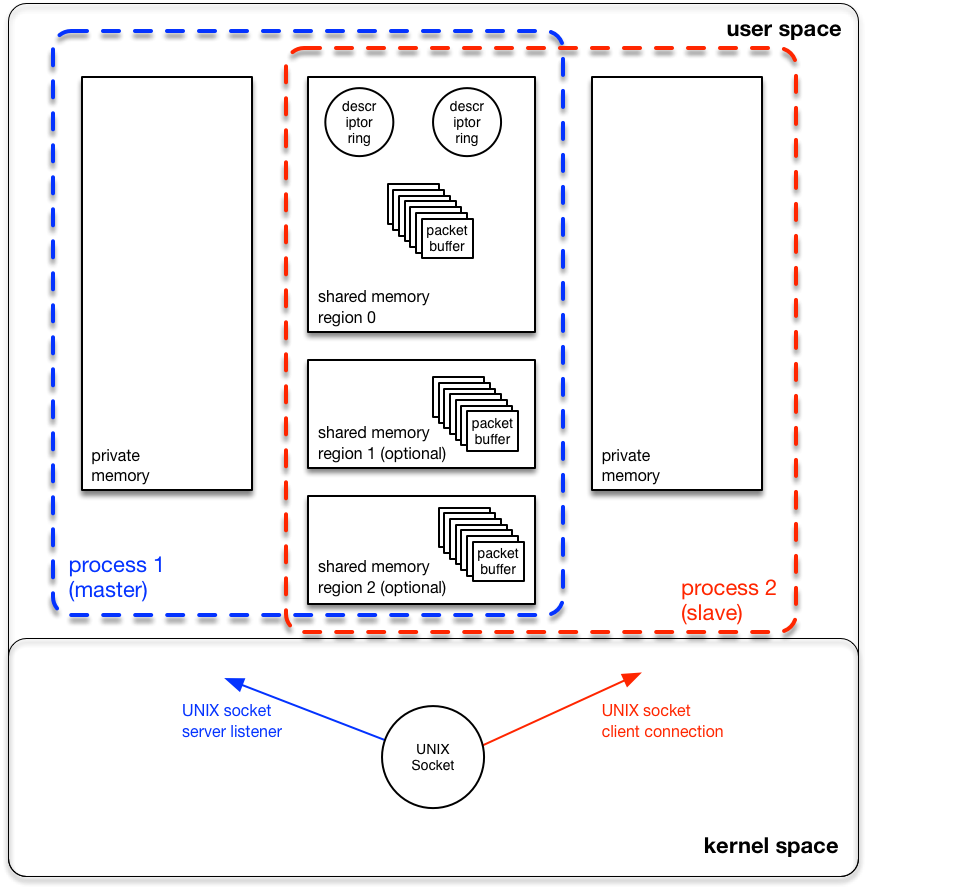 user space
descr
iptor
ring
descr
iptor
ring
packet
buffer
shared memory
region 0
packet
buffer
shared memory
region 1 (optional)
private
memory
private
memory
packet
buffer
shared memory
region 2 (optional)
process 1
(master)
process 2
(slave)
UNIX socket
server listener
UNIX socket
client connection
UNIX
Socket
kernel space